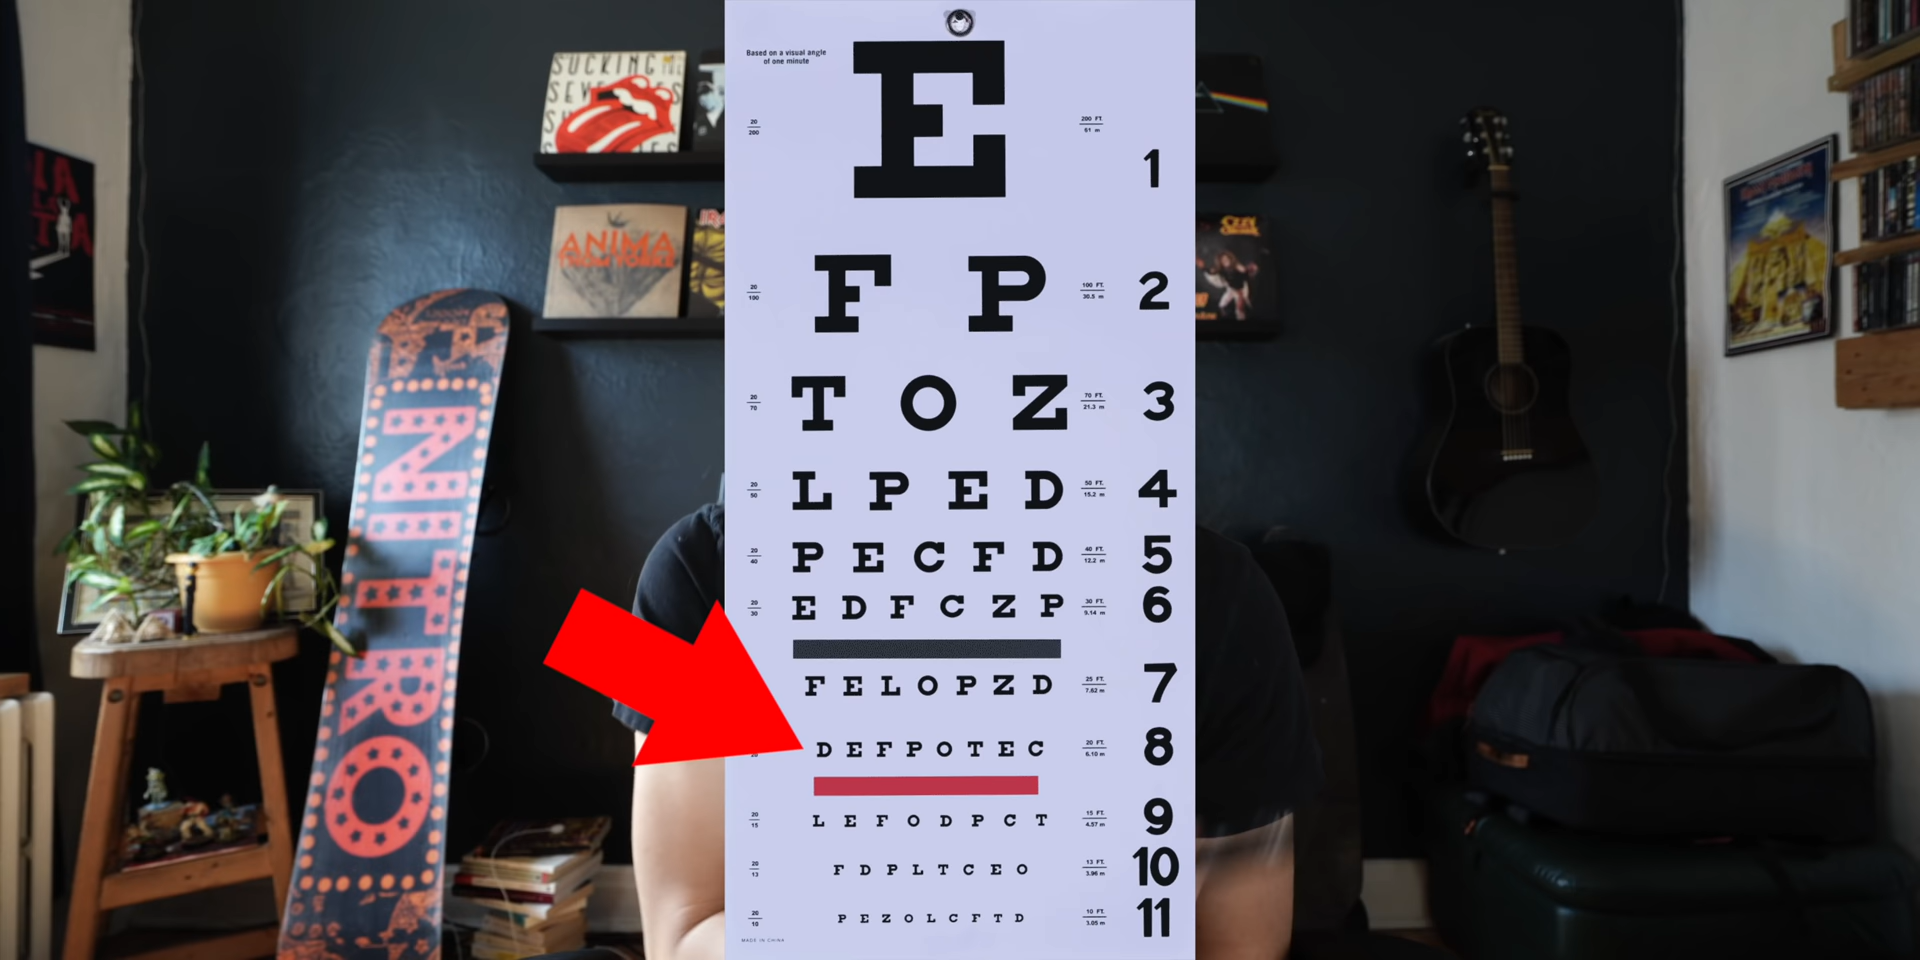 SUCKING
SEVENTIES
ANIMA
NITRO
OZZY
Based on a visual angle
of one minute
E
20
200
200 FT.
61 m
1
F P
20
100
100 FT.
30.5 m
2
T O Z
20
70
70 FT.
21.3 m
3
L P E D
20
50
50 FT.
15.2 m
4
P E C F D
20
40
40 FT.
12.2 m
5
E D F C Z P
20
30
30 FT.
9.14 m
6
F E L O P Z D
25 FT.
7.62 m
7
D E F P O T E C
20 FT.
6.10 m
8
L E F O D P C T
20
15
15 FT.
4.57 m
9
F D P L T C E O
20
13
13 FT.
3.96 m
10
P E Z O L C F T D
20
10
10 FT.
3.05 m
11
MADE IN CHINA